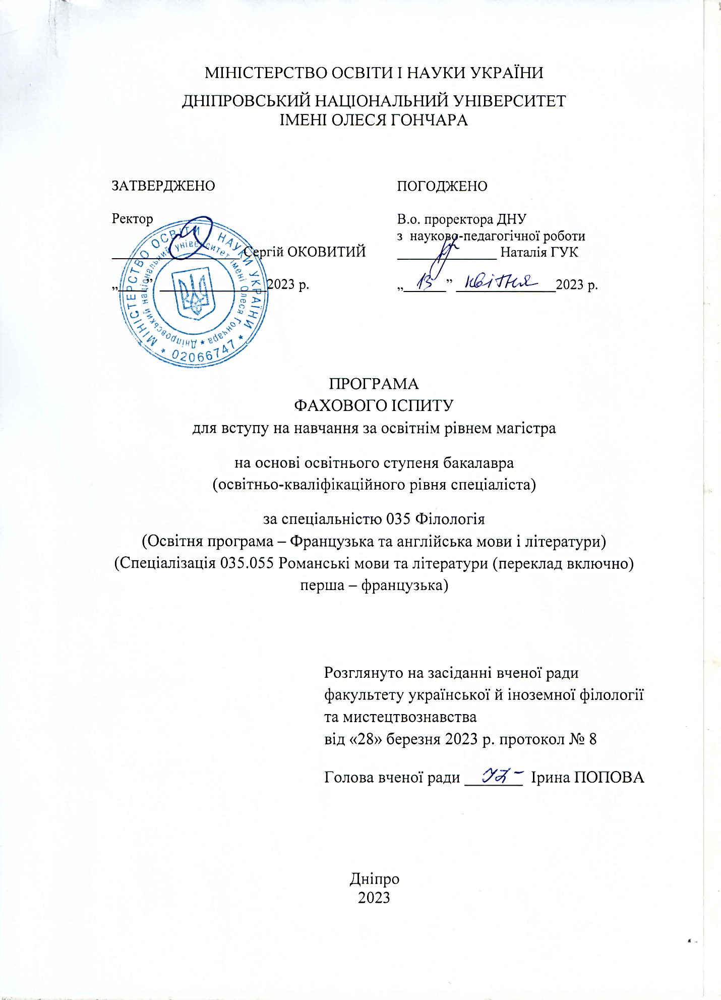 МІНІСТЕРСТВО ОСВІТИ І НАУКИ УКРАЇНИ
ДНІПРОВСЬКИЙ НАЦІОНАЛЬНИЙ УНІВЕРСИТЕТ
ІМЕНІ ОЛЕСЯ ГОНЧАРА
ЗАТВЕРДЖЕНО
Ректор
Сергій ОКОВИТИЙ
„____” ______________2023 р.
МІНІСТЕРСТВО ОСВІТИ І НАУКИ УКРАЇНИ * 02066747 *
Дніпровський національний університет імені Олеся Гончара *
ПОГОДЖЕНО
В.о. проректора ДНУ
з науково-педагогічної роботи
______________ Наталія ГУК
„13” квітня 2023 р.
ПРОГРАМА
ФАХОВОГО ІСПИТУ
для вступу на навчання за освітнім рівнем магістра
на основі освітнього ступеня бакалавра
(освітньо-кваліфікаційного рівня спеціаліста)
за спеціальністю 035 Філологія
(Освітня програма – Французька та англійська мови і літератури)
(Спеціалізація 035.055 Романські мови та літератури (переклад включно)
перша – французька)
Розглянуто на засіданні вченої ради
факультету української й іноземної філології
та мистецтвознавства
від «28» березня 2023 р. протокол № 8
Голова вченої ради ________ Ірина ПОПОВА
Дніпро
2023